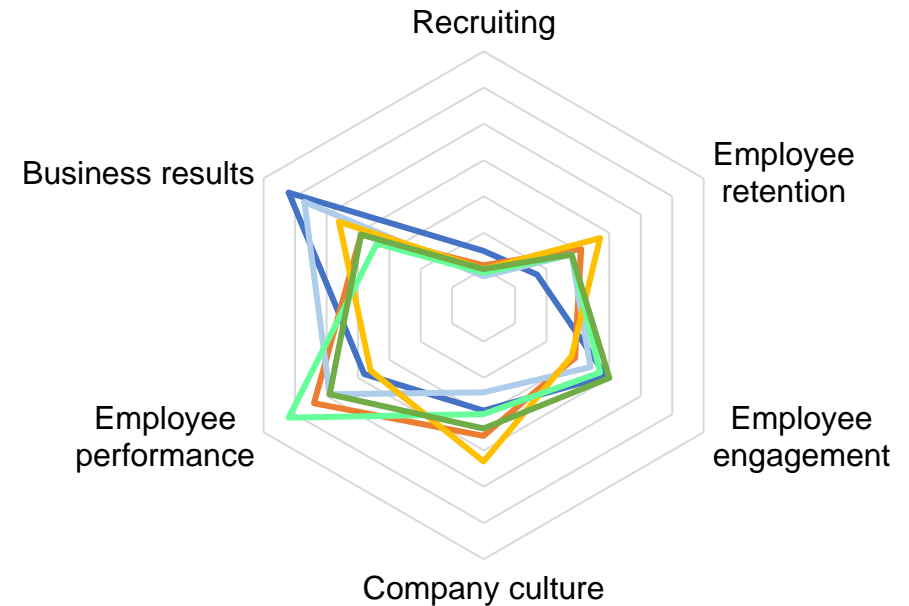 Recruiting
Employee
retention
Employee
engagement
Company culture
Employee
performance
Business results